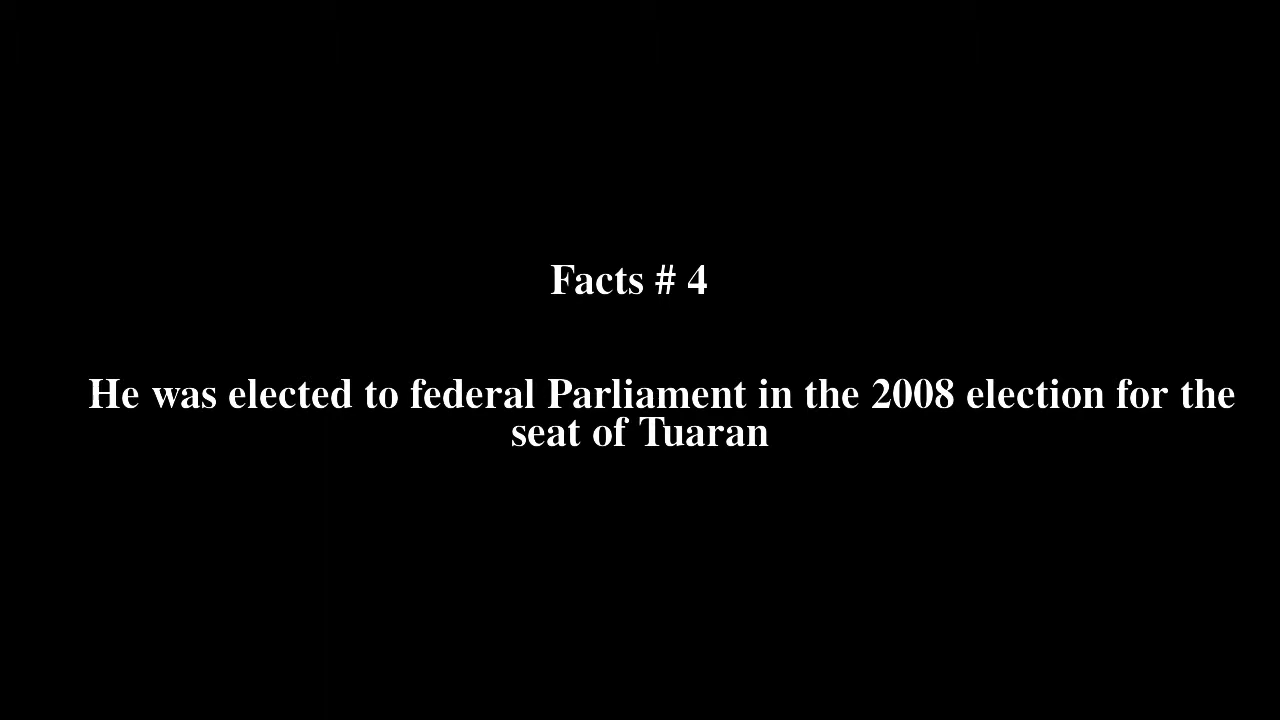 Facts # 4
He was elected to federal Parliament in the 2008 election for the
seat of Tuaran